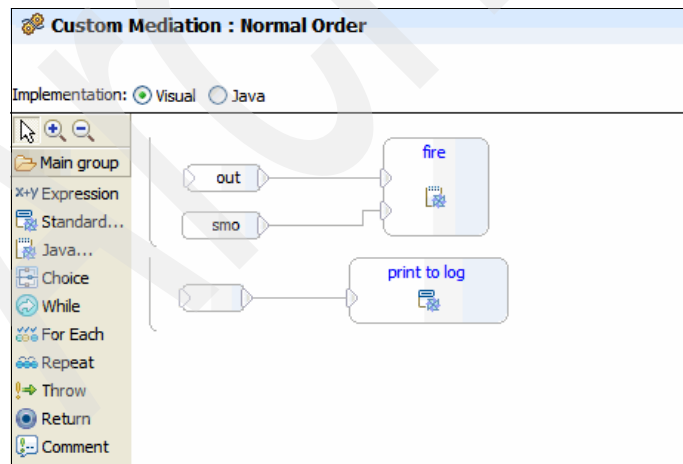 Custom Mediation : Normal Order
Implementation: Visual Java
Main group
x+y Expression
Standard...
Java...
Choice
While
For Each
Repeat
Throw
Return
Comment
out
smo
fire
print to log